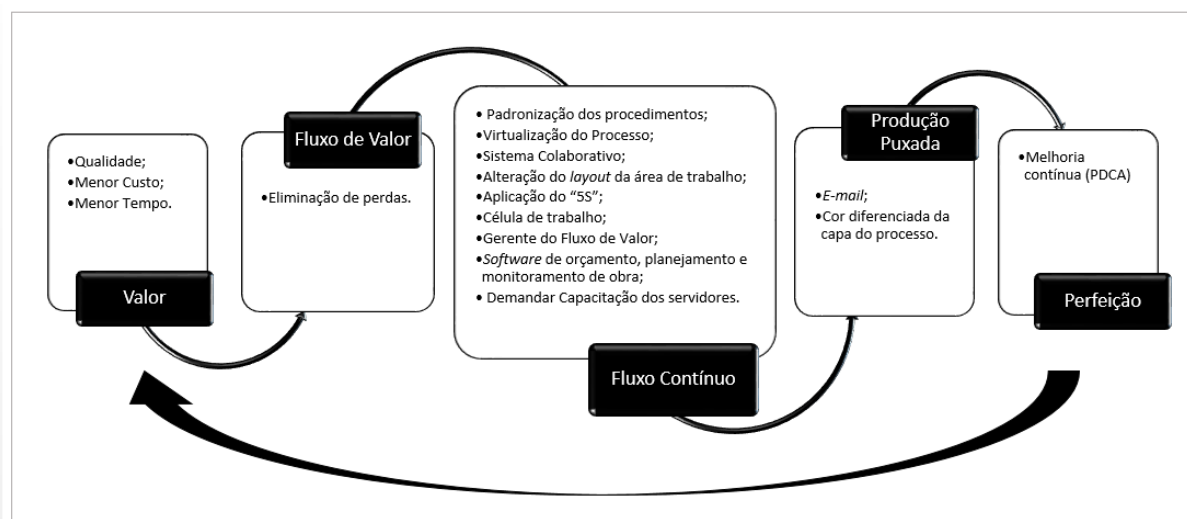 •Qualidade;
•Menor Custo;
•Menor Tempo.
Valor
Fluxo de Valor
•Eliminação de perdas.
• Padronização dos procedimentos;
•Virtualização do Processo;
•Sistema Colaborativo;
•Alteração do layout da área de trabalho;
•Aplicação do “5S”;
•Célula de trabalho;
•Gerente do Fluxo de Valor;
•Software de orçamento, planejamento e
monitoramento de obra;
• Demandar Capacitação dos servidores.
Fluxo Contínuo
Produção
Puxada
•E-mail;
•Cor diferenciada da
capa do processo.
•Melhoria
contínua (PDCA)
Perfeição